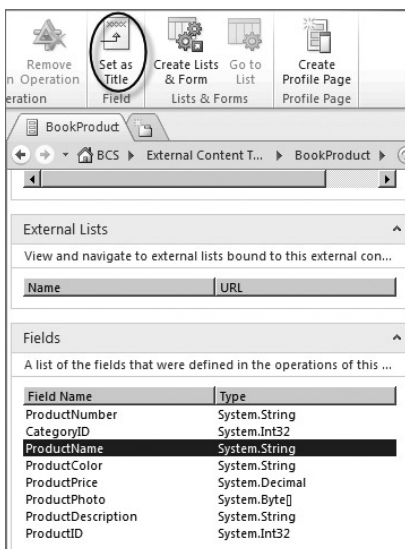 Remove
Set as
Create Lists
Go to
Create
n Operation
Title
& Form
List
Profile Page
eration
Field
Lists & Forms
Profile Page
BookProduct
BCS ▸ External Content T... ▸ BookProduct ▸
External Lists
View and navigate to external lists bound to this external con...
Name URL
Fields
A list of the fields that were defined in the operations of this ...
Field Name Type
ProductNumber System.String
CategoryID System.Int32
ProductName System.String
ProductColor System.String
ProductPrice System.Decimal
ProductPhoto System.Byte[]
ProductDescription System.String
ProductID System.Int32